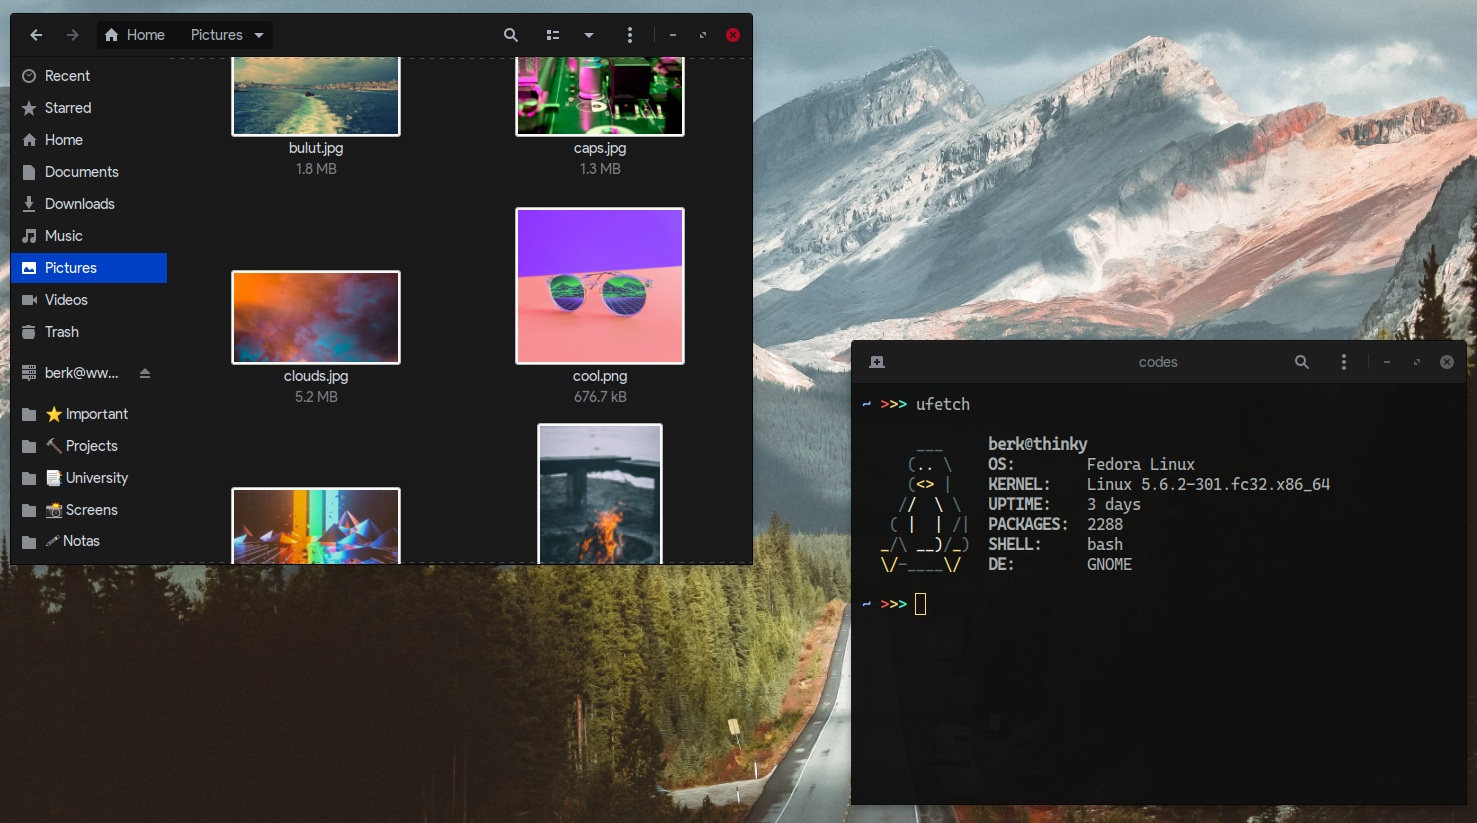 Home Pictures
Recent
Starred
Home
Documents
Downloads
Music
Pictures
Videos
Trash
berk@ww...
⭐ Important
🔨 Projects
📑 University
📸 Screens
🖊 Notas
bulut.jpg
1.8 MB
caps.jpg
1.3 MB
clouds.jpg
5.2 MB
cool.png
676.7 kB
codes
~ >>> ufetch
berk@thinky
OS: Fedora Linux
KERNEL: Linux 5.6.2-301.fc32.x86_64
UPTIME: 3 days
PACKAGES: 2288
SHELL: bash
DE: GNOME
~ >>>